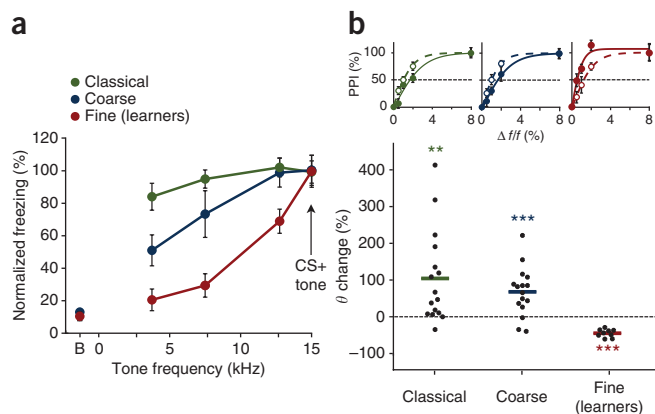 a
Classical
Coarse
Fine (learners)
Normalized freezing (%)
120
100
80
60
40
20
0
B 0 5 10 15
Tone frequency (kHz)
CS+
tone
b
PPI (%)
100
50
0
0 4 8 0 4 8 0 4 8
Δf/f (%)
θ change (%)
400
300
200
100
0
–100
**
***
***
Classical Coarse Fine
(learners)